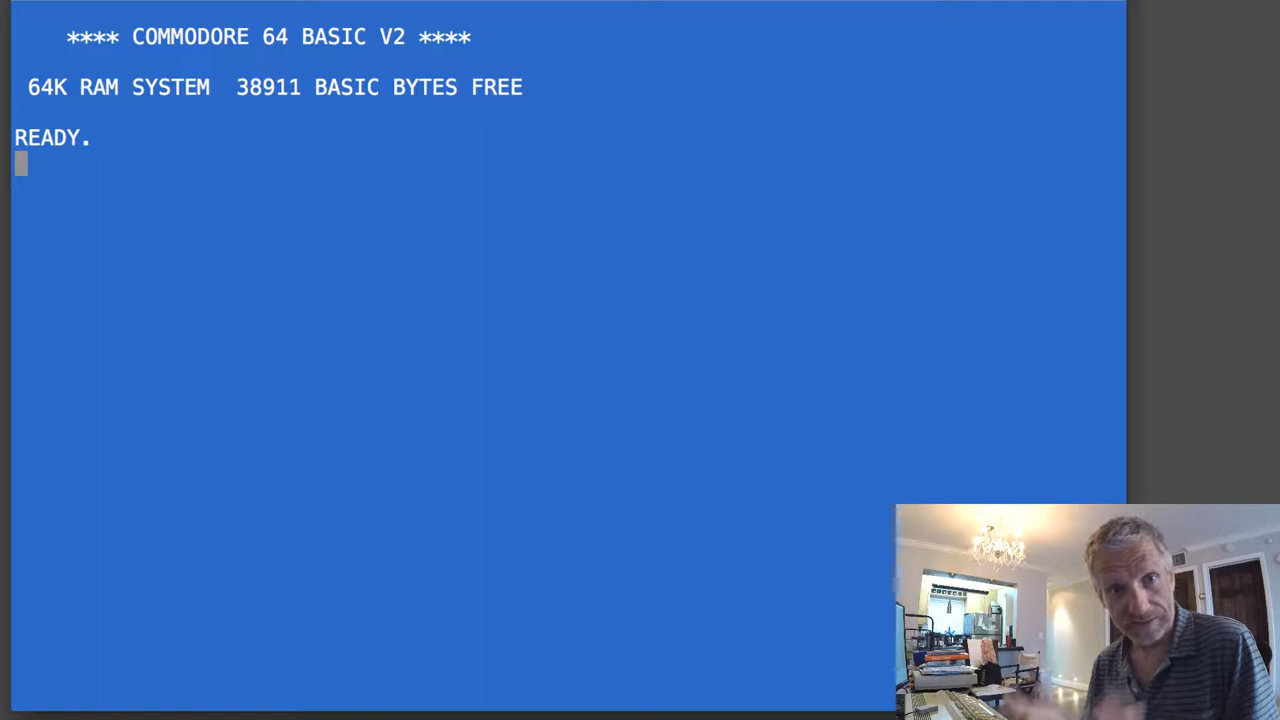 **** COMMODORE 64 BASIC V2 ****
64K RAM SYSTEM  38911 BASIC BYTES FREE
READY.